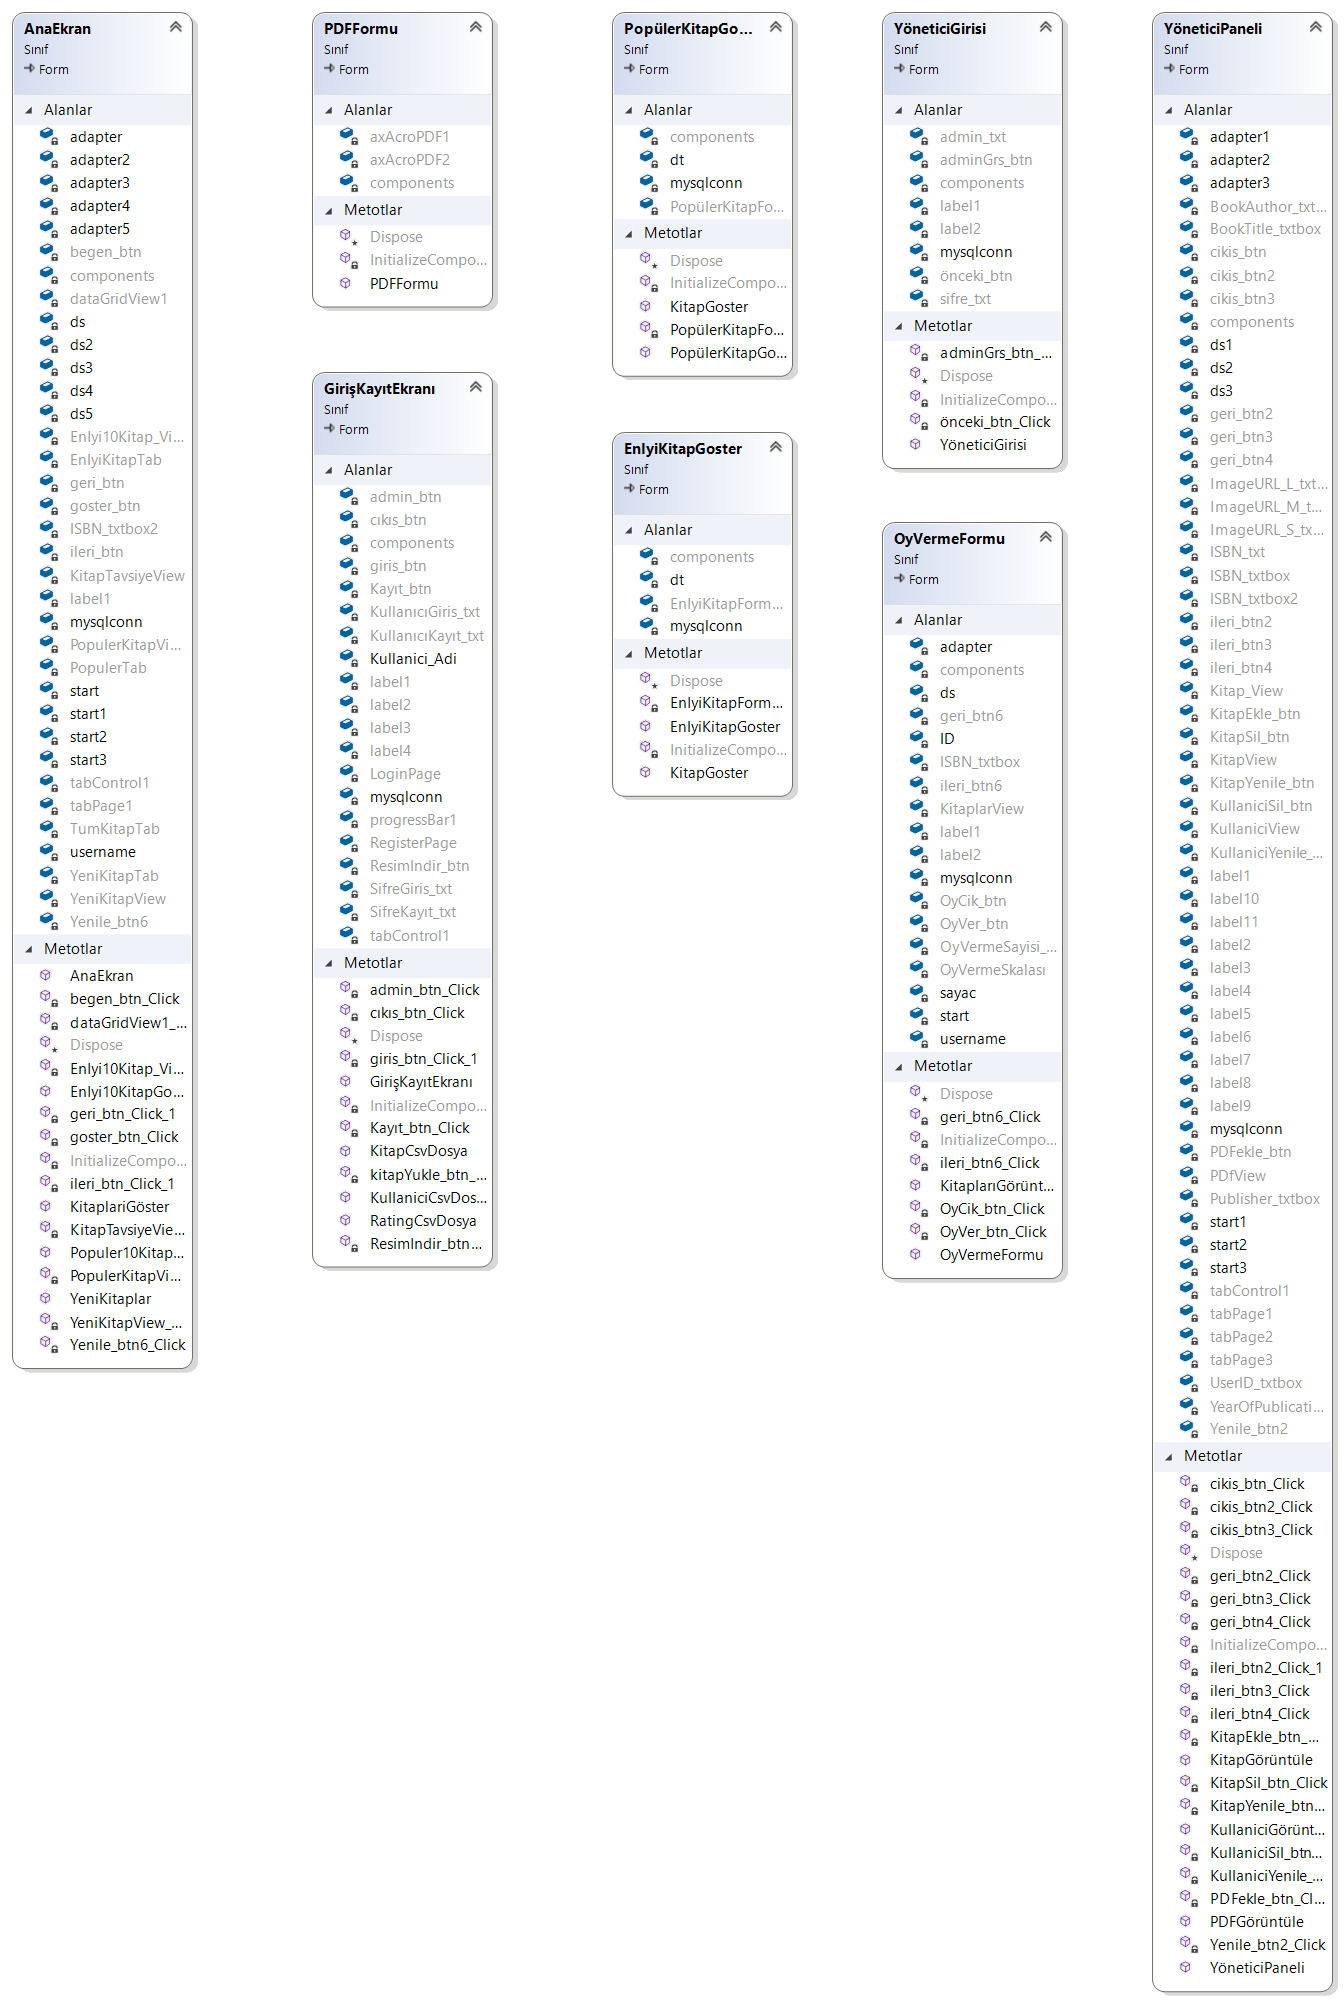 AnaEkran
Sınıf
Form
Alanlar
adapter
adapter2
adapter3
adapter4
adapter5
begen_btn
components
dataGridView1
ds
ds2
ds3
ds4
ds5
EnIyi10Kitap_Vi...
EnIyiKitapTab
geri_btn
goster_btn
ISBN_txtbox2
ileri_btn
KitapTavsiyeView
label1
mysqlconn
PopulerKitapVi...
PopulerTab
start
start1
start2
start3
tabControl1
tabPage1
TumKitapTab
username
YeniKitapTab
YeniKitapView
Yenile_btn6
Metotlar
AnaEkran
begen_btn_Click
dataGridView1_...
Dispose
EnIyi10Kitap_Vi...
EnIyi10KitapGo...
geri_btn_Click_1
goster_btn_Click
InitializeCompo...
ileri_btn_Click_1
KitaplariGöster
KitapTavsiyeVie...
Populer10Kitap...
PopulerKitapVi...
YeniKitaplar
YeniKitapView_...
Yenile_btn6_Click
PDFFormu
Sınıf
Form
Alanlar
axAcroPDF1
axAcroPDF2
components
Metotlar
Dispose
InitializeCompo...
PDFFormu
GirişKayıtEkranı
Sınıf
Form
Alanlar
admin_btn
cıkıs_btn
components
giris_btn
Kayıt_btn
KullanıcıGiris_txt
KullanıcıKayıt_txt
Kullanici_Adi
label1
label2
label3
label4
LoginPage
mysqlconn
progressBar1
RegisterPage
ResimIndir_btn
SifreGiris_txt
SifreKayıt_txt
tabControl1
Metotlar
admin_btn_Click
cıkıs_btn_Click
Dispose
giris_btn_Click_1
GirişKayıtEkranı
InitializeCompo...
Kayıt_btn_Click
KitapCsvDosya
kitapYukle_btn_...
KullaniciCsvDos...
RatingCsvDosya
ResimIndir_btn...
PopülerKitapGo...
Sınıf
Form
Alanlar
components
dt
mysqlconn
PopülerKitapFo...
Metotlar
Dispose
InitializeCompo...
KitapGoster
PopülerKitapFo...
PopülerKitapGo...
EnIyiKitapGoster
Sınıf
Form
Alanlar
components
dt
EnIyiKitapForm...
mysqlconn
Metotlar
Dispose
EnIyiKitapForm...
EnIyiKitapGoster
InitializeCompo...
KitapGoster
YöneticiGirisi
Sınıf
Form
Alanlar
admin_txt
adminGrs_btn
components
label1
label2
mysqlconn
önceki_btn
sifre_txt
Metotlar
adminGrs_btn_...
Dispose
InitializeCompo...
önceki_btn_Click
YöneticiGirisi
OyVermeFormu
Sınıf
Form
Alanlar
adapter
components
ds
geri_btn6
ID
ISBN_txtbox
ileri_btn6
KitaplarView
label1
label2
mysqlconn
OyCik_btn
OyVer_btn
OyVermeSayisi_...
OyVermeSkalası
sayac
start
username
Metotlar
Dispose
geri_btn6_Click
InitializeCompo...
ileri_btn6_Click
KitaplarıGörünt...
OyCik_btn_Click
OyVer_btn_Click
OyVermeFormu
YöneticiPaneli
Sınıf
Form
Alanlar
adapter1
adapter2
adapter3
BookAuthor_txt...
BookTitle_txtbox
cikis_btn
cikis_btn2
cikis_btn3
components
ds1
ds2
ds3
geri_btn2
geri_btn3
geri_btn4
ImageURL_L_txt...
ImageURL_M_t...
ImageURL_S_tx...
ISBN_txt
ISBN_txtbox
ISBN_txtbox2
ileri_btn2
ileri_btn3
ileri_btn4
Kitap_View
KitapEkle_btn
KitapSil_btn
KitapView
KitapYenile_btn
KullaniciSil_btn
KullaniciView
KullaniciYenile_...
label1
label10
label11
label2
label3
label4
label5
label6
label7
label8
label9
mysqlconn
PDFekle_btn
PDfView
Publisher_txtbox
start1
start2
start3
tabControl1
tabPage1
tabPage2
tabPage3
UserID_txtbox
YearOfPublicati...
Yenile_btn2
Metotlar
cikis_btn_Click
cikis_btn2_Click
cikis_btn3_Click
Dispose
geri_btn2_Click
geri_btn3_Click
geri_btn4_Click
InitializeCompo...
ileri_btn2_Click_1
ileri_btn3_Click
ileri_btn4_Click
KitapEkle_btn_...
KitapGörüntüle
KitapSil_btn_Click
KitapYenile_btn...
KullaniciGörünt...
KullaniciSil_btn...
KullaniciYenile_...
PDFekle_btn_Cl...
PDFGörüntüle
Yenile_btn2_Click
YöneticiPaneli